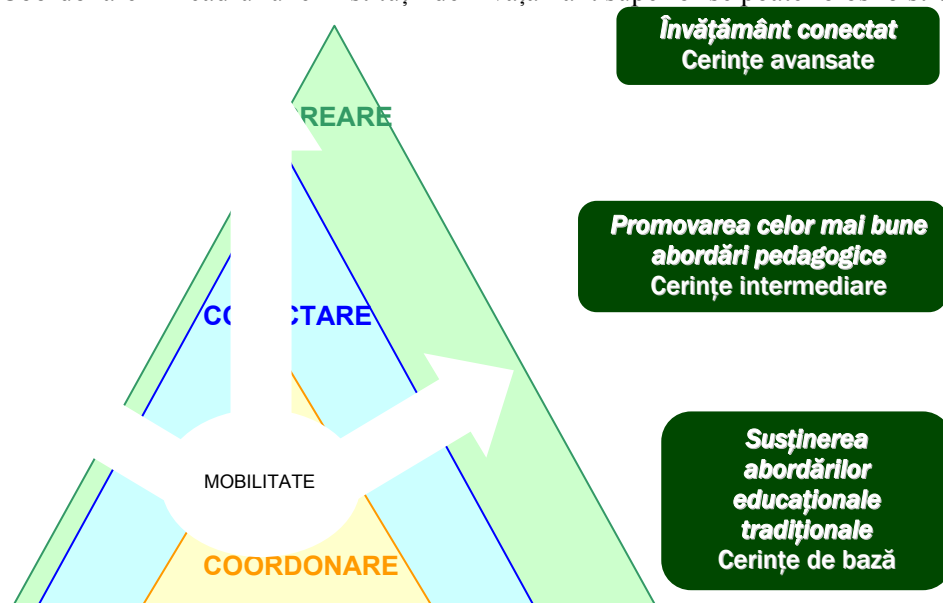 Învățământ conectat
Cerințe avansate
REARE
Promovarea celor mai bune
abordări pedagogice
Cerințe intermediare
CO CTARE
Susținerea
abordărilor
educaționale
tradiționale
Cerințe de bază
MOBILITATE
COORDONARE